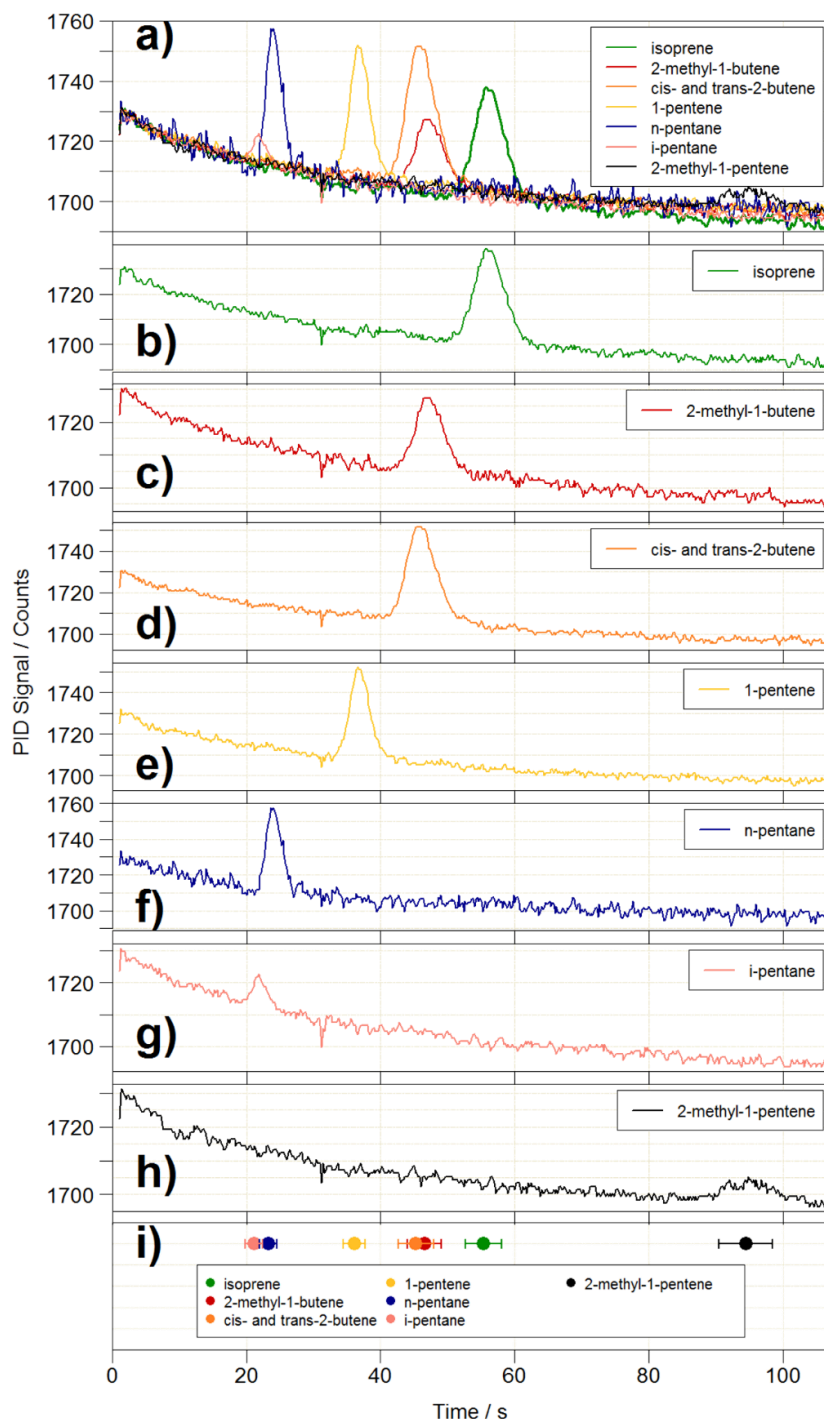 a)
1760
1740
1720
1700
isoprene
2-methyl-1-butene
cis- and trans-2-butene
1-pentene
n-pentane
i-pentane
2-methyl-1-pentene
b)
1720
1700
isoprene
c)
1720
1700
2-methyl-1-butene
d)
1740
1720
1700
cis- and trans-2-butene
e)
1740
1720
1700
1-pentene
f)
1760
1740
1720
1700
n-pentane
g)
1720
1700
i-pentane
h)
1720
1700
2-methyl-1-pentene
i)
isoprene 1-pentene 2-methyl-1-pentene
2-methyl-1-butene n-pentane
cis- and trans-2-butene i-pentane
0 20 40 60 80 100
Time / s
PID Signal / Counts